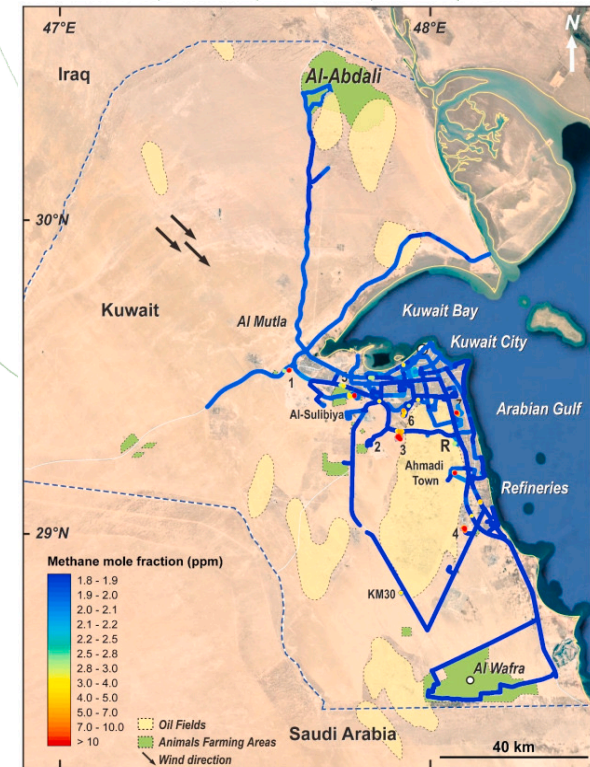 47°E
48°E
N
Iraq
Al-Abdali
30°N
Kuwait
Al Mutla
Kuwait Bay
Kuwait City
1
5
7
Al-Sulibiya
Arabian Gulf
6
2
3
R
Ahmadi
Town
Refineries
4
29°N
Methane mole fraction (ppm)
1.8 - 1.9
1.9 - 2.0
2.0 - 2.1
2.1 - 2.2
2.2 - 2.5
2.5 - 2.8
2.8 - 3.0
3.0 - 4.0
4.0 - 5.0
5.0 - 7.0
7.0 - 10.0
> 10
KM30
Al Wafra
Oil Fields
Animals Farming Areas
Wind direction
Saudi Arabia
40 km